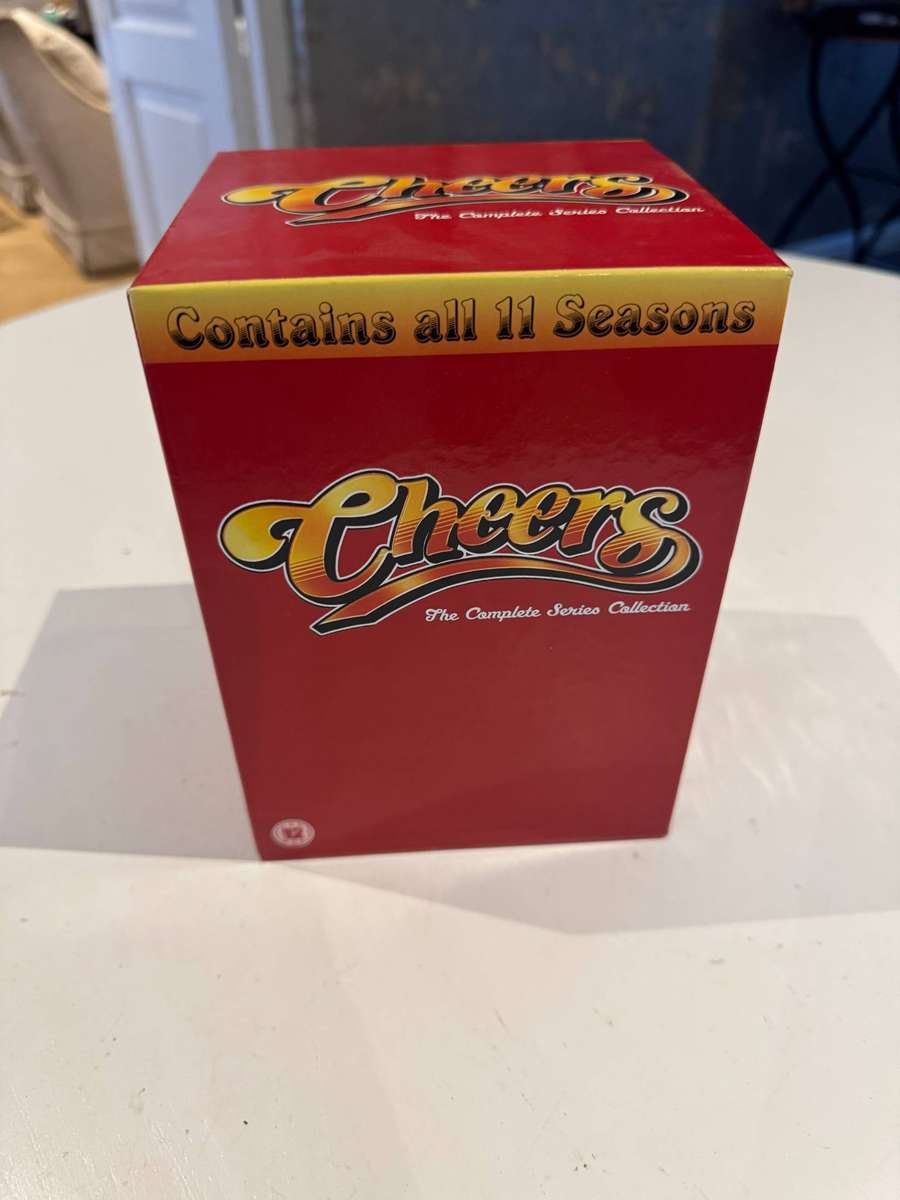 Cheers
The Complete Series Collection
Contains all 11 Seasons
Cheers
The Complete Series Collection
12